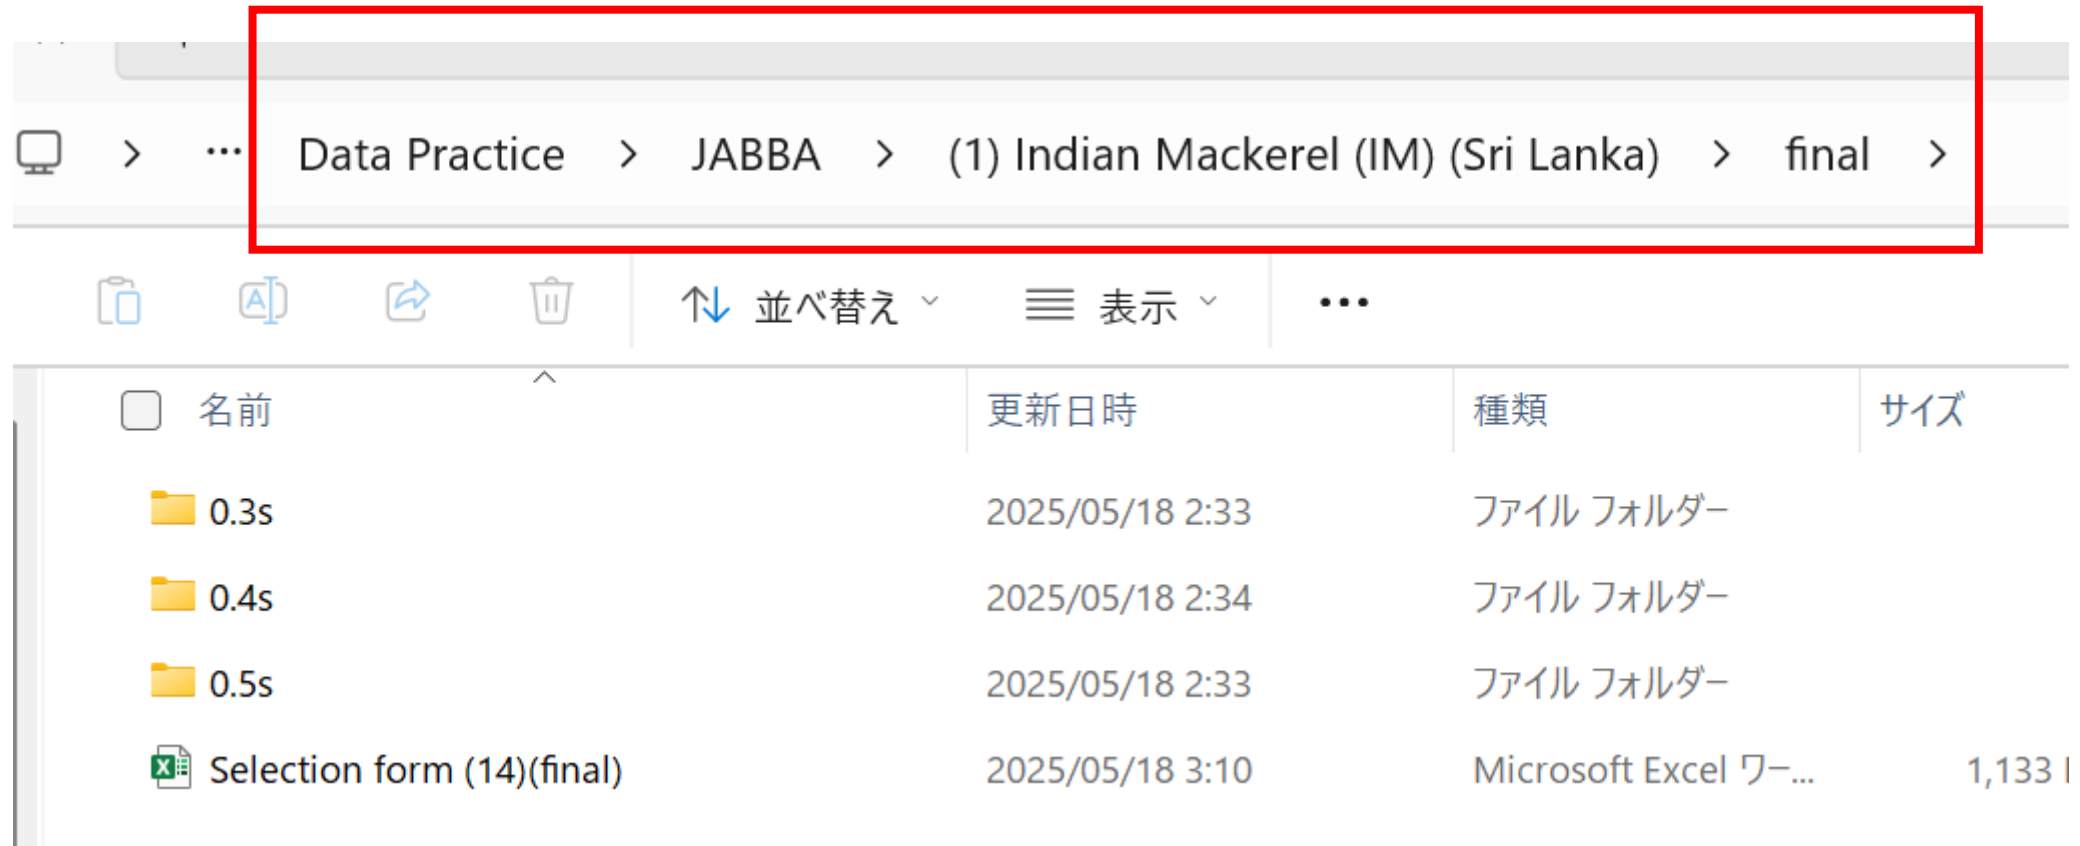 … Data Practice > JABBA > (1) Indian Mackerel (IM) (Sri Lanka) > final >
並べ替え 表示 …
名前 更新日時 種類 サイズ
0.3s 2025/05/18 2:33 ファイル フォルダー
0.4s 2025/05/18 2:34 ファイル フォルダー
0.5s 2025/05/18 2:33 ファイル フォルダー
Selection form (14)(final) 2025/05/18 3:10 Microsoft Excel ワー... 1,133